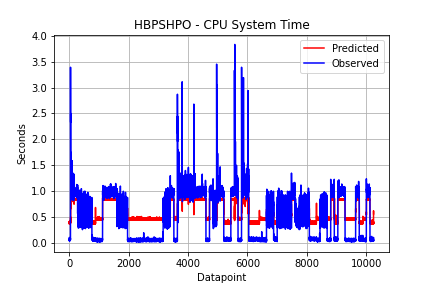 HBPSHPO - CPU System Time
4.0
3.5
3.0
2.5
2.0
1.5
1.0
0.5
0.0
Seconds
Predicted
Observed
0 2000 4000 6000 8000 10000
Datapoint